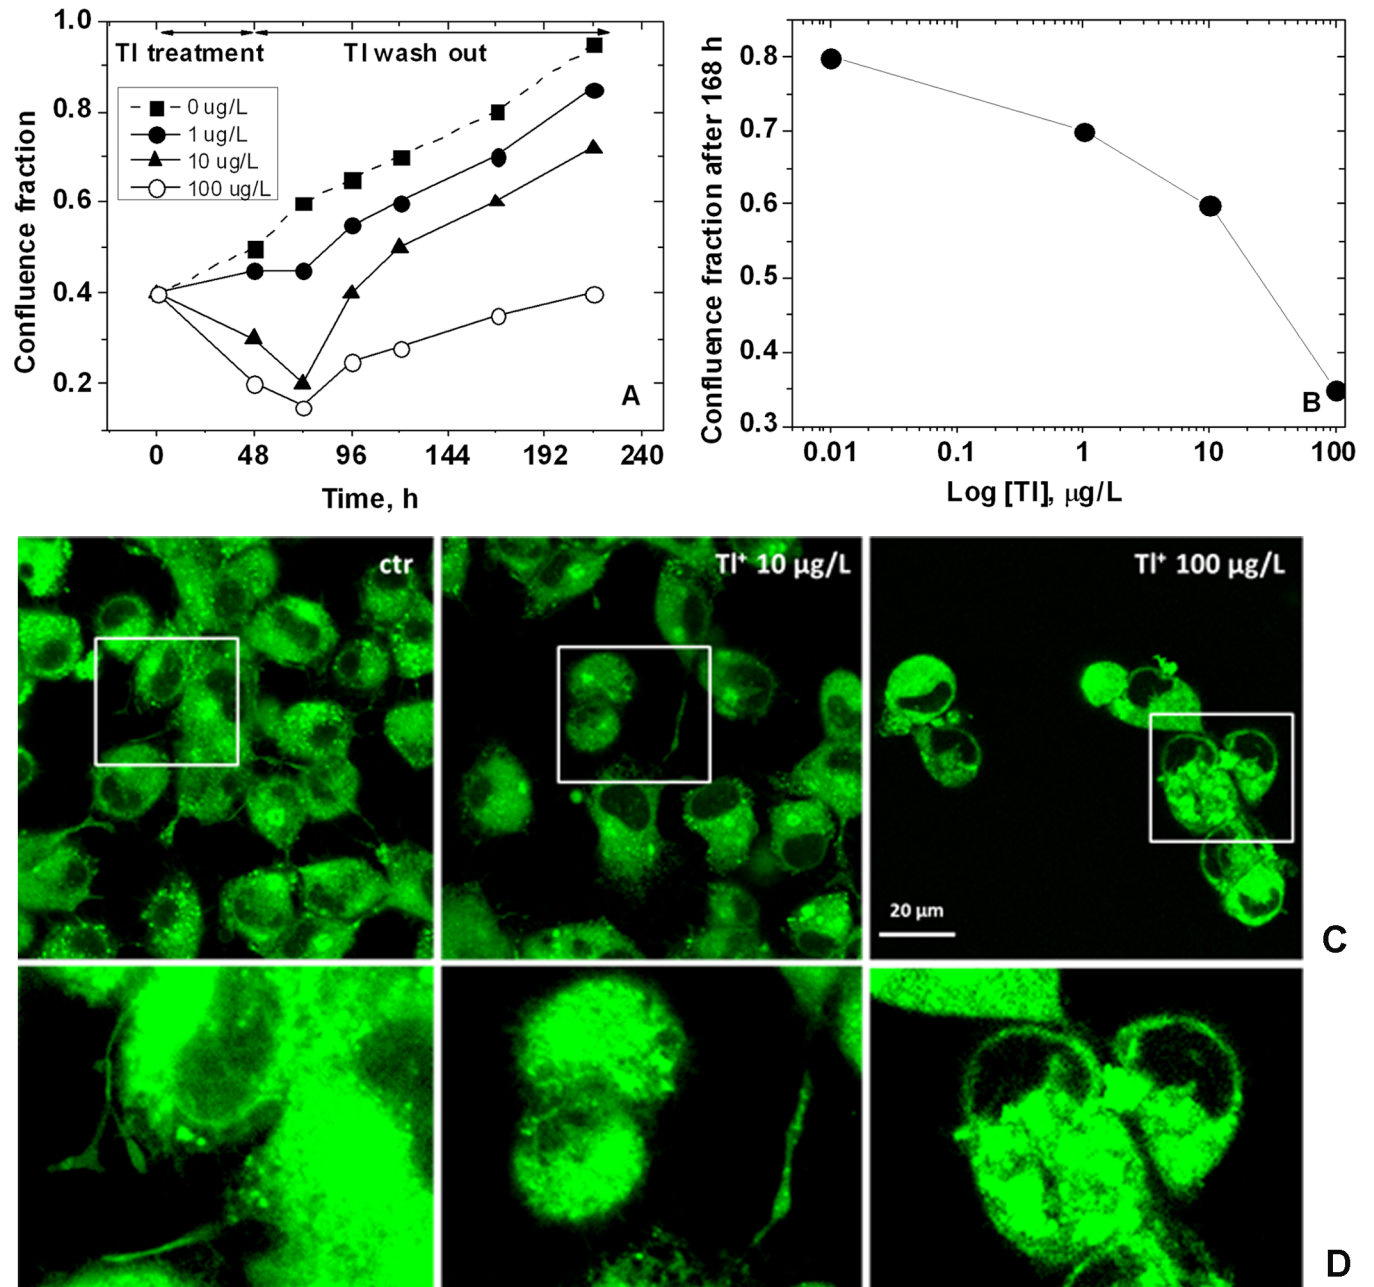 1.0
0.8
0.6
0.4
0.2
Confluence fraction
Tl treatment
Tl wash out
0 ug/L
1 ug/L
10 ug/L
100 ug/L
A
0 48 96 144 192 240
Time, h
0.8
0.7
0.6
0.5
0.4
0.3
Confluence fraction after 168 h
B
0.01 0.1 1 10 100
Log [Tl], μg/L
ctr
Tl⁺ 10 μg/L
Tl⁺ 100 μg/L
20 μm
C
D